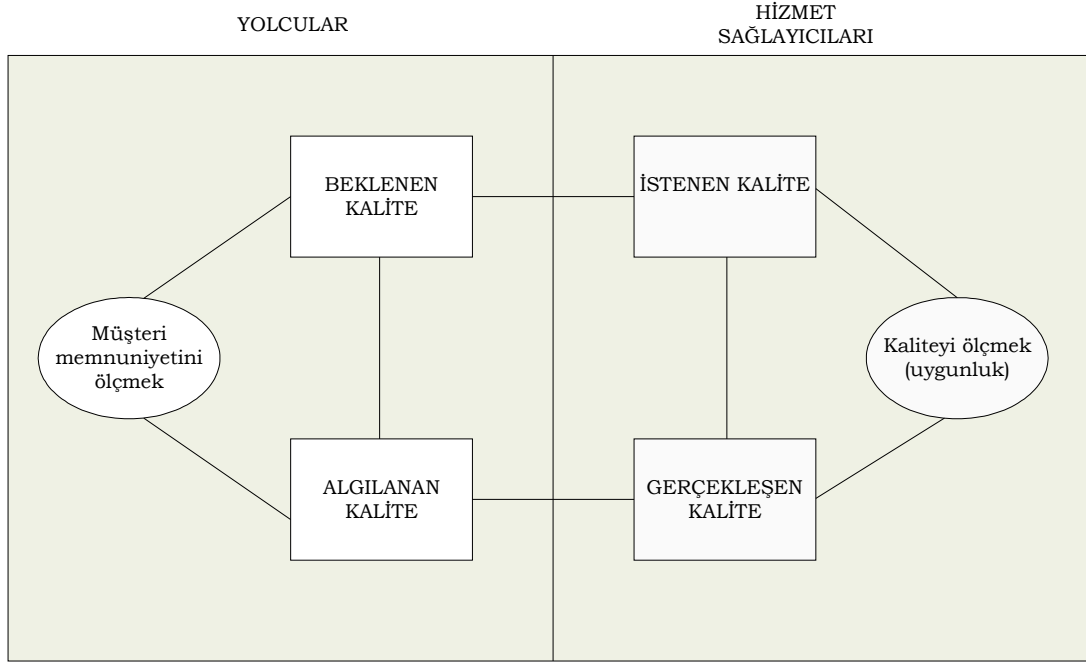 YOLCULAR
HİZMET
SAĞLAYICILARI
BEKLENEN
KALİTE
İSTENEN KALİTE
Müşteri
memnuniyetini
ölçmek
Kaliteyi ölçmek
(uygunluk)
ALGILANAN
KALİTE
GERÇEKLEŞEN
KALİTE